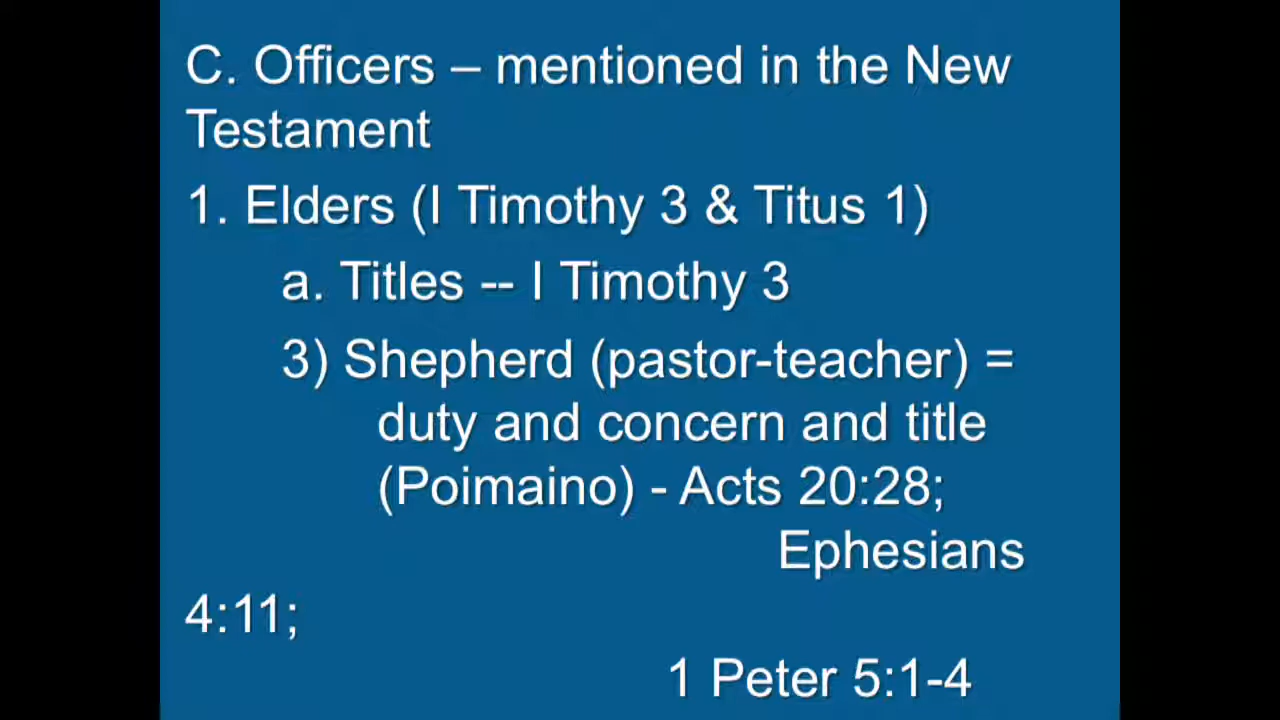 C. Officers – mentioned in the New
Testament
1. Elders (I Timothy 3 & Titus 1)
a. Titles -- I Timothy 3
3) Shepherd (pastor-teacher) =
duty and concern and title
(Poimaino) - Acts 20:28;
Ephesians
4:11;
1 Peter 5:1-4